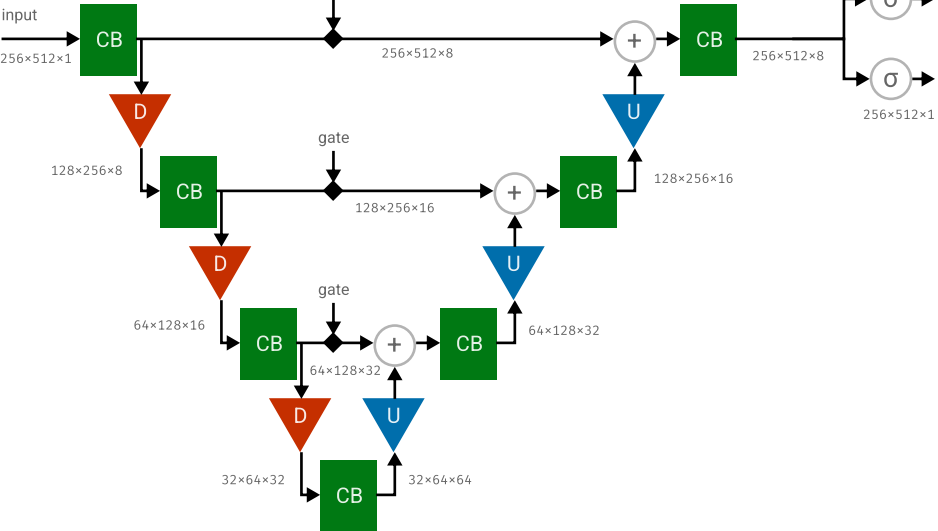 input
CB
+
CB
σ
256×512×1
256×512×8
256×512×8
σ
256×512×1
D
U
gate
128×256×8
CB
+
CB
128×256×16
128×256×16
D
U
gate
64×128×16
CB
+
CB
64×128×32
64×128×32
D
U
32×64×32
CB
32×64×64